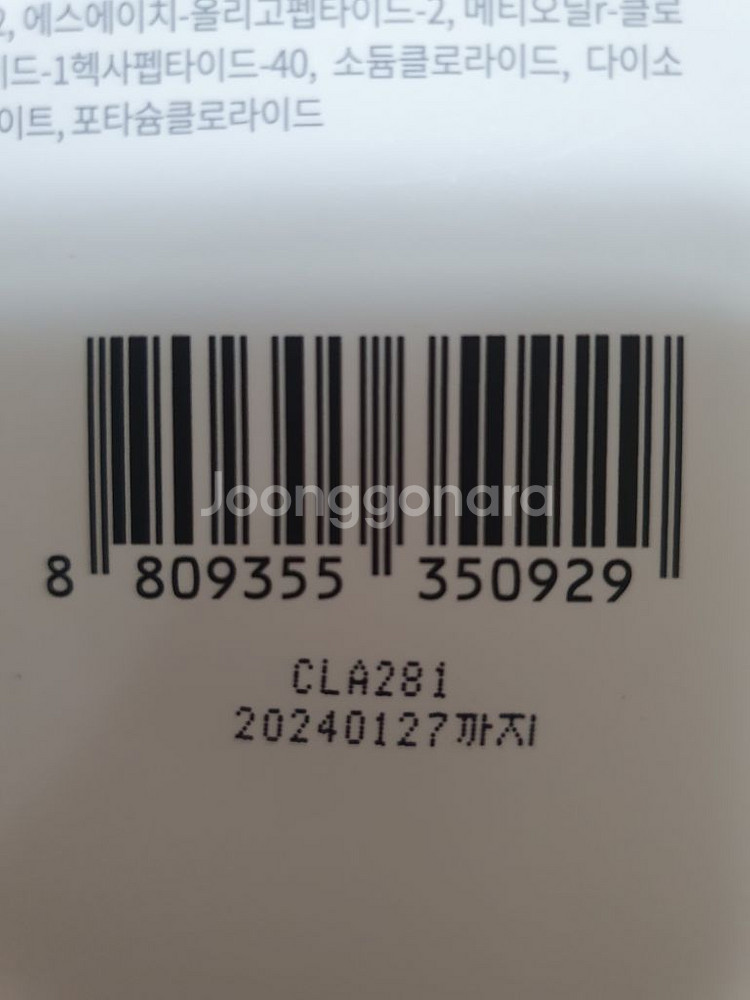 2, 에스에이치-올리고펩타이드-2, 메티오닐r-클로
이드-1헥사펩타이드-40, 소듐클로라이드, 다이소
이트, 포타슘클로라이드
Joonggonara
8 809355 350929
CLA281
20240127까지